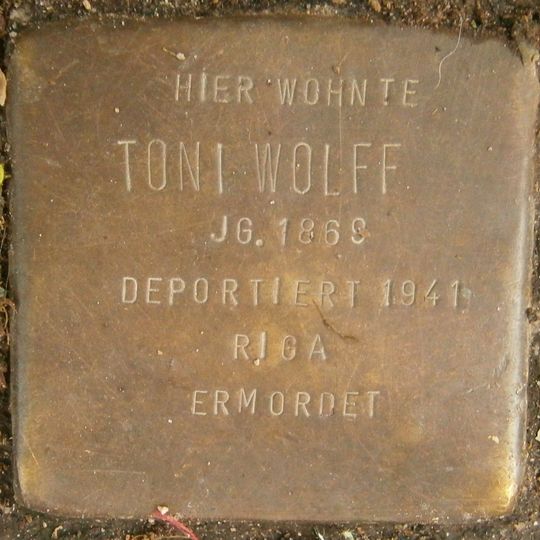 HIER WOHNTE
TONI WOLFF
JG. 1869
DEPORTIERT 1941
RIGA
ERMORDET